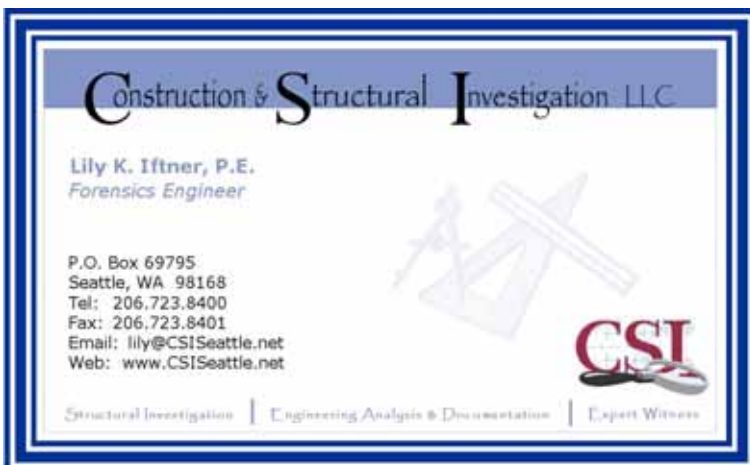 Construction & Structural Investigation LLC
Lily K. Iftner, P.E.
Forensics Engineer
P.O. Box 69795
Seattle, WA 98168
Tel: 206.723.8400
Fax: 206.723.8401
Email: lily@CSISeattle.net
Web: www.CSISeattle.net
CSI
Structural Investigation | Engineering Analysis & Documentation | Expert Witness